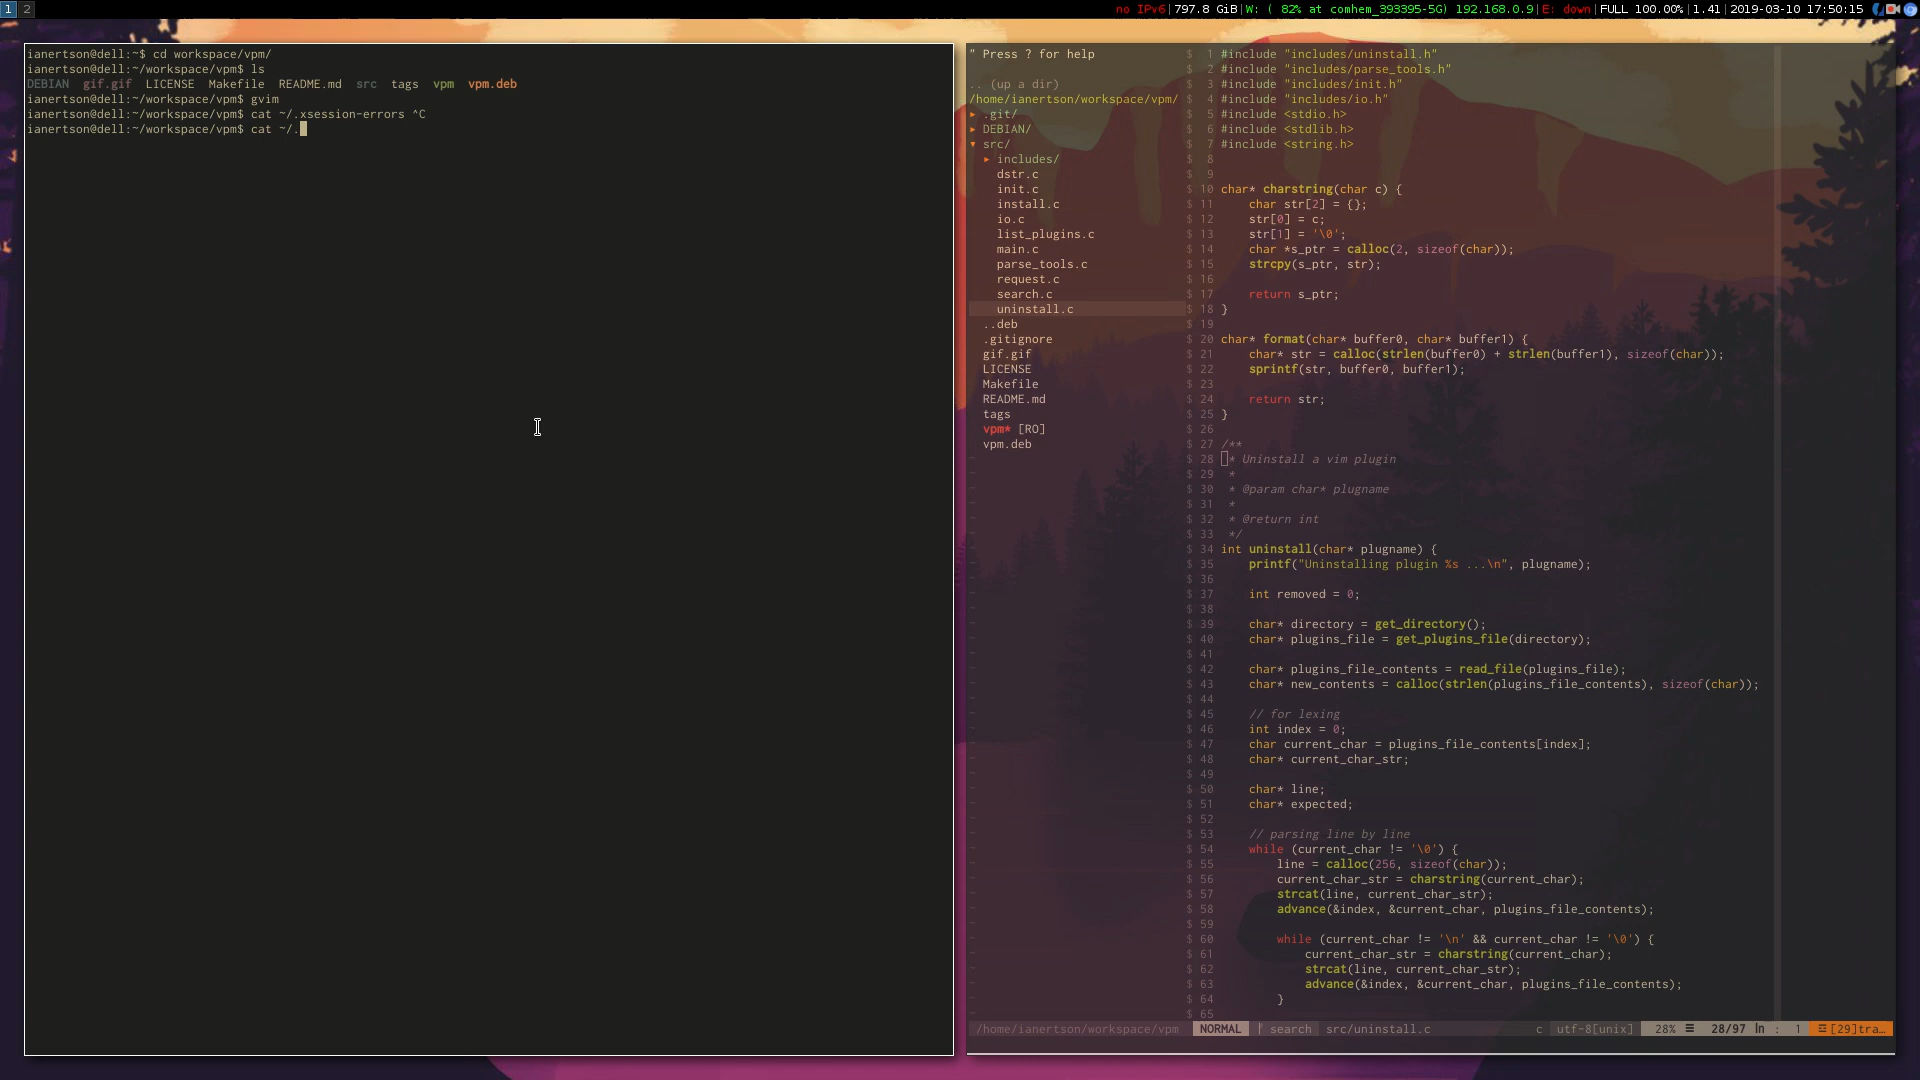 1 2
no IPv6|797.8 GiB|W: ( 82% at comhem_393395-5G) 192.168.0.9|E: down|FULL 100.00%|1.41|2019-03-10 17:50:15
ianertson@dell:~$ cd workspace/vpm/
ianertson@dell:~/workspace/vpm$ ls
DEBIAN gif.gif LICENSE Makefile README.md src tags vpm vpm.deb
ianertson@dell:~/workspace/vpm$ gvim
ianertson@dell:~/workspace/vpm$ cat ~/.xsession-errors ^C
ianertson@dell:~/workspace/vpm$ cat ~/.
" Press ? for help
.. (up a dir)
/home/ianertson/workspace/vpm/
▸ .git/
▸ DEBIAN/
▾ src/
▸ includes/
dstr.c
init.c
install.c
io.c
list_plugins.c
main.c
parse_tools.c
request.c
search.c
uninstall.c
..deb
.gitignore
gif.gif
LICENSE
Makefile
README.md
tags
vpm* [RO]
vpm.deb
$ 1 #include "includes/uninstall.h"
$ 2 #include "includes/parse_tools.h"
$ 3 #include "includes/init.h"
$ 4 #include "includes/io.h"
$ 5 #include <stdio.h>
$ 6 #include <stdlib.h>
$ 7 #include <string.h>
$ 8
$ 9
$ 10 char* charstring(char c) {
$ 11     char str[2] = {};
$ 12     str[0] = c;
$ 13     str[1] = '\0';
$ 14     char *s_ptr = calloc(2, sizeof(char));
$ 15     strcpy(s_ptr, str);
$ 16
$ 17     return s_ptr;
$ 18 }
$ 19
$ 20 char* format(char* buffer0, char* buffer1) {
$ 21     char* str = calloc(strlen(buffer0) + strlen(buffer1), sizeof(char));
$ 22     sprintf(str, buffer0, buffer1);
$ 23
$ 24     return str;
$ 25 }
$ 26
$ 27 /**
$ 28  * Uninstall a vim plugin
$ 29  *
$ 30  * @param char* plugname
$ 31  *
$ 32  * @return int
$ 33  */
$ 34 int uninstall(char* plugname) {
$ 35     printf("Uninstalling plugin %s ...\n", plugname);
$ 36
$ 37     int removed = 0;
$ 38
$ 39     char* directory = get_directory();
$ 40     char* plugins_file = get_plugins_file(directory);
$ 41
$ 42     char* plugins_file_contents = read_file(plugins_file);
$ 43     char* new_contents = calloc(strlen(plugins_file_contents), sizeof(char));
$ 44
$ 45     // for lexing
$ 46     int index = 0;
$ 47     char current_char = plugins_file_contents[index];
$ 48     char* current_char_str;
$ 49
$ 50     char* line;
$ 51     char* expected;
$ 52
$ 53     // parsing line by line
$ 54     while (current_char != '\0') {
$ 55         line = calloc(256, sizeof(char));
$ 56         current_char_str = charstring(current_char);
$ 57         strcat(line, current_char_str);
$ 58         advance(&index, &current_char, plugins_file_contents);
$ 59
$ 60         while (current_char != '\n' && current_char != '\0') {
$ 61             current_char_str = charstring(current_char);
$ 62             strcat(line, current_char_str);
$ 63             advance(&index, &current_char, plugins_file_contents);
$ 64         }
$ 65
/home/ianertson/workspace/vpm NORMAL search src/uninstall.c c utf-8[unix] 28% ☰ 28/97 ln : 1 ☲[29]tra…